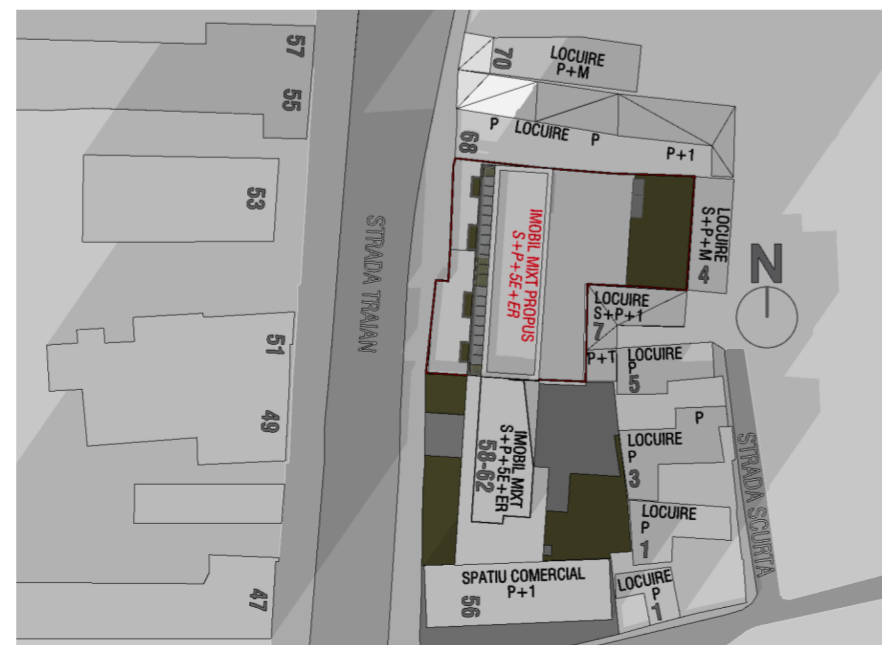 57
55
53
51
49
47
STRADA TRAIAN
70
LOCUIRE
P+M
68
P
LOCUIRE
P
P+1
IMOBIL MIXT PROPUS
S+P+5E+ER
LOCUIRE
S+P+M
4
N
LOCUIRE
S+P+1
7
P+T
LOCUIRE
P
5
P
LOCUIRE
P
3
LOCUIRE
P
1
LOCUIRE
P
1
STRADA SCURTA
IMOBIL MIXT
S+P+5E+ER
58-62
SPATIU COMERCIAL
P+1
56